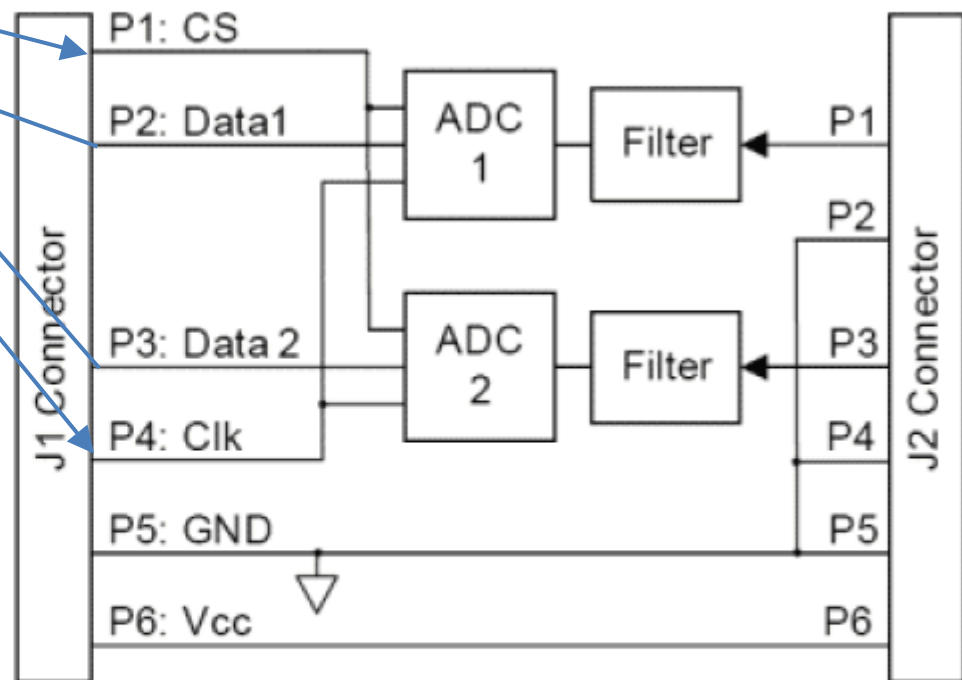 J1 Connector
P1: CS
P2: Data1
P3: Data 2
P4: Clk
P5: GND
P6: Vcc
ADC
1
Filter
ADC
2
Filter
P1
P2
P3
P4
P5
P6
J2 Connector